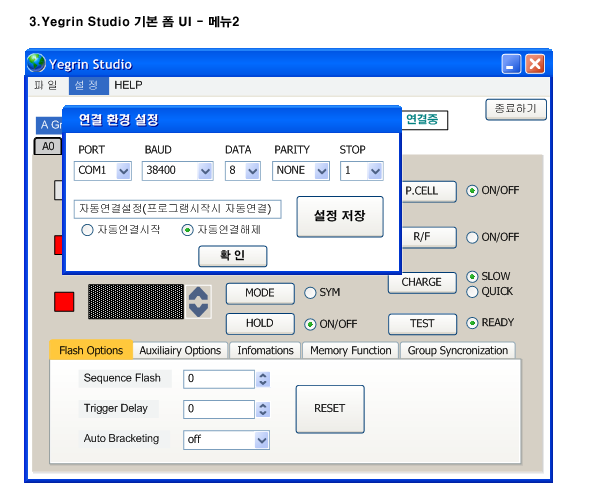 3.Yegrin Studio 기본 폼 UI - 메뉴2
Yegrin Studio
파 일 설 정 HELP
종료하기
A Gr
연결중
A0
연결 환경 설정
PORT BAUD DATA PARITY STOP
COM1 38400 8 NONE 1
자동연결설정(프로그램시작시 자동연결)
설정 저장
자동연결시작 자동연결해제
확 인
P.CELL ON/OFF
R/F ON/OFF
CHARGE SLOW
QUICK
MODE SYM
HOLD ON/OFF TEST READY
Flash Options Auxiliairy Options Infomations Memory Function Group Syncronization
Sequence Flash 0
Trigger Delay 0 RESET
Auto Bracketing off